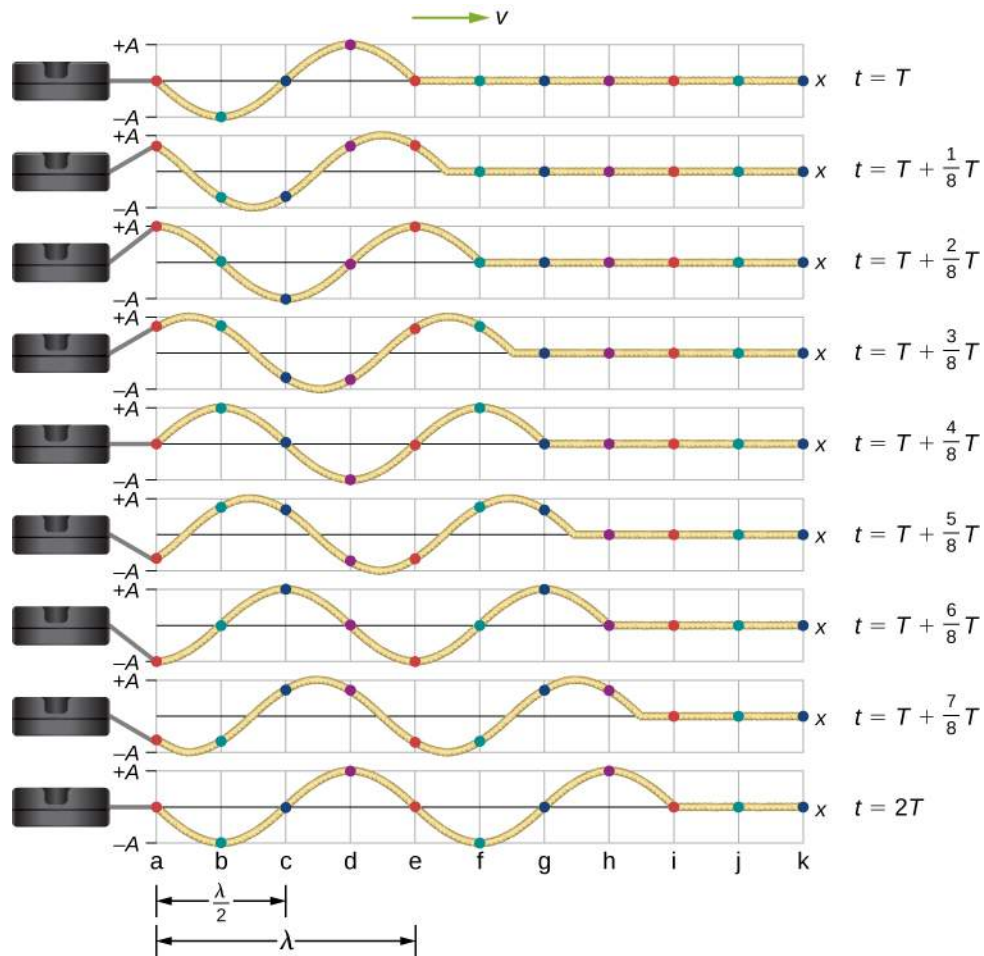 v
+A
x t = T
–A
+A
x t = T + 1/8 T
–A
+A
x t = T + 2/8 T
–A
+A
x t = T + 3/8 T
–A
+A
x t = T + 4/8 T
–A
+A
x t = T + 5/8 T
–A
+A
x t = T + 6/8 T
–A
+A
x t = T + 7/8 T
–A
+A
x t = 2T
–A
a b c d e f g h i j k
λ/2
λ